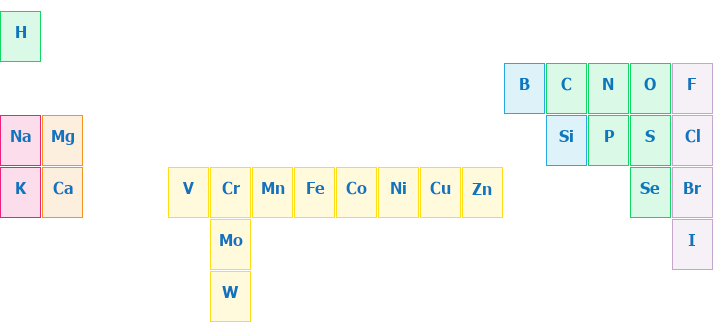 H
B C N O F
Na Mg Si P S Cl
K Ca V Cr Mn Fe Co Ni Cu Zn Se Br
Mo I
W